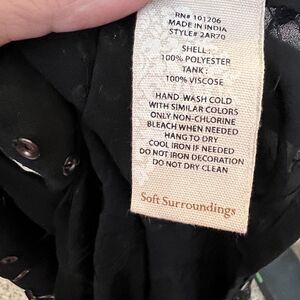 RN# 101206
MADE IN INDIA
STYLE# 2AR70
SHELL:
100% POLYESTER
TANK:
100% VISCOSE
HAND WASH COLD
WITH SIMILAR COLORS
ONLY NON-CHLORINE
BLEACH WHEN NEEDED
HANG TO DRY
COOL IRON IF NEEDED
DO NOT IRON DECORATION
DO NOT DRY CLEAN
Soft Surroundings